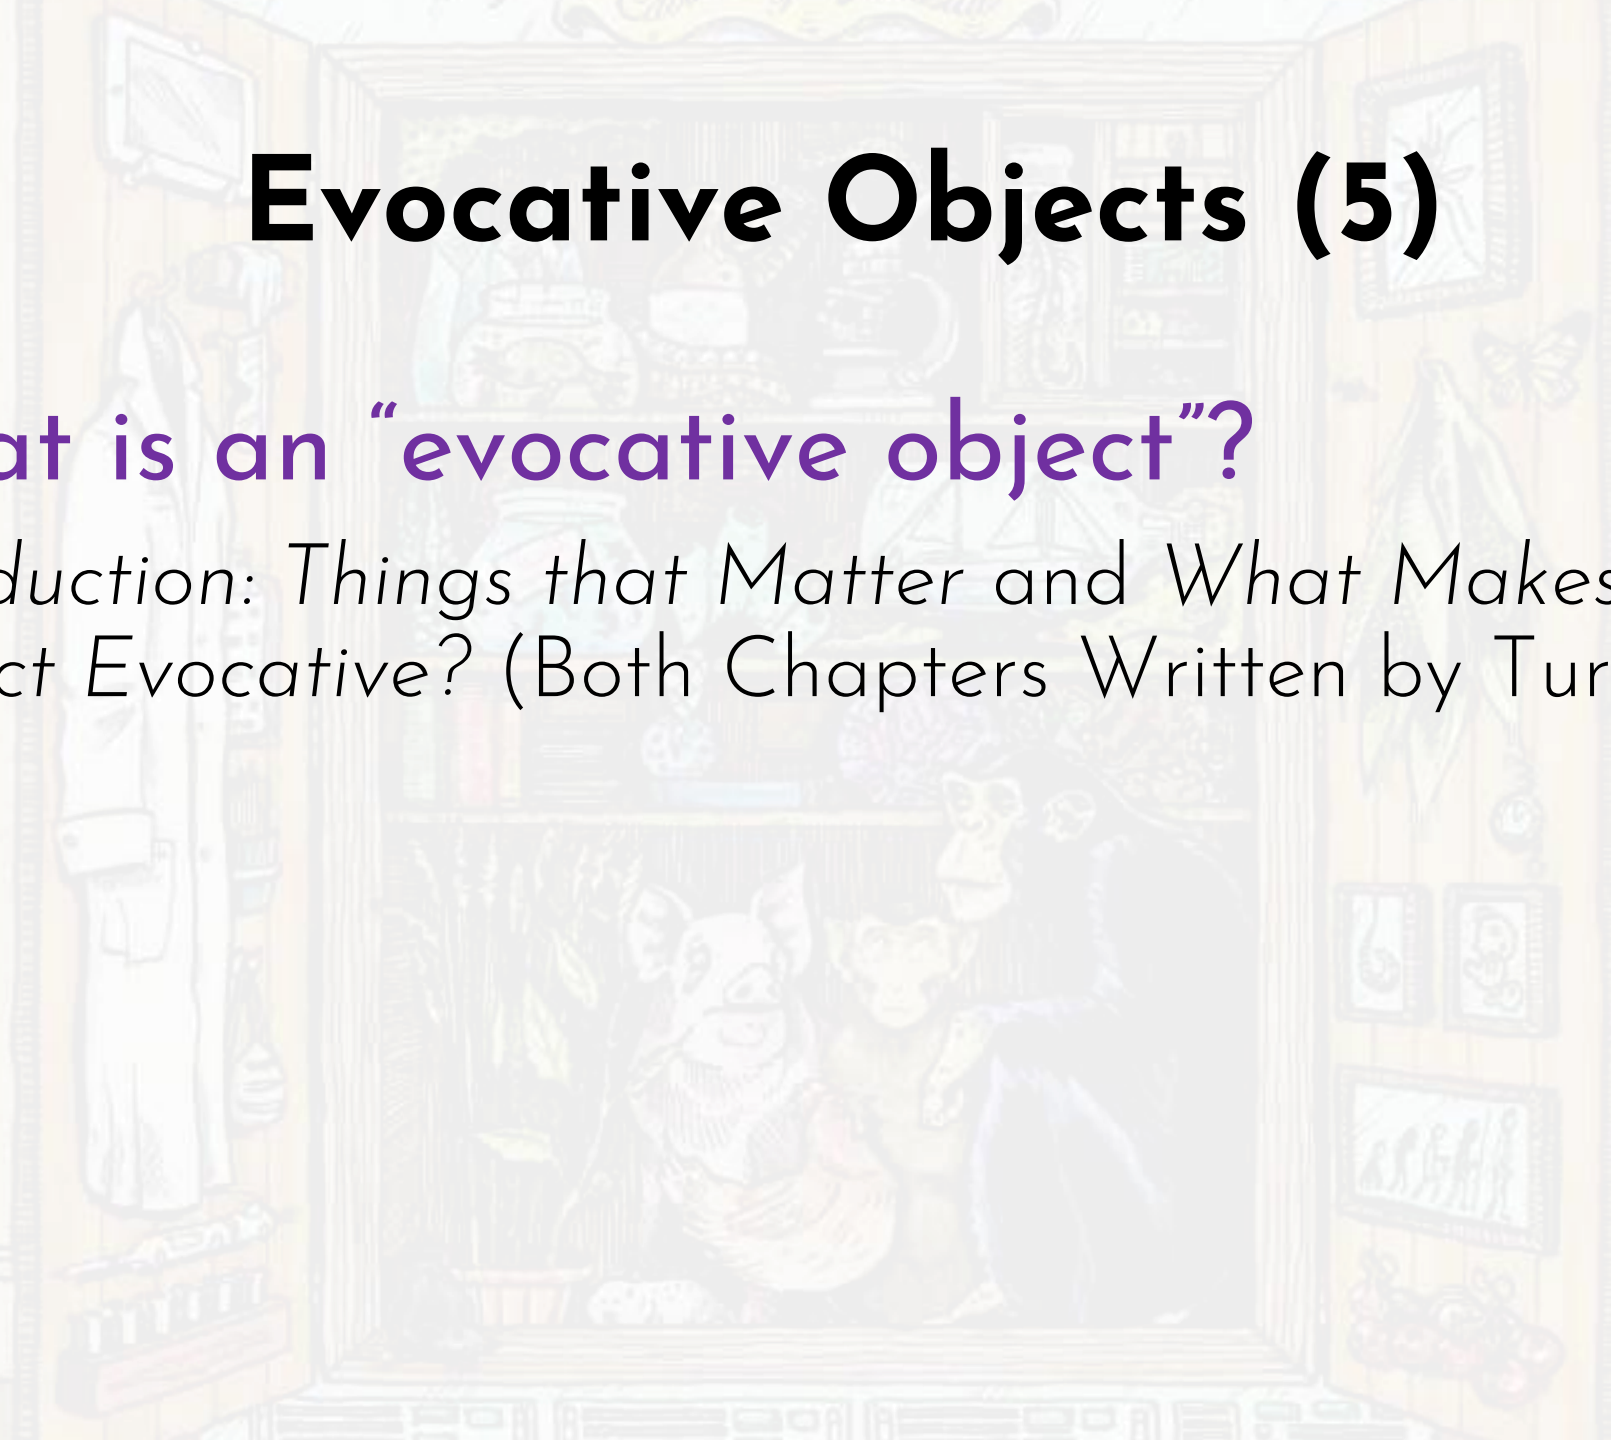 Evocative Objects (5)
at is an “evocative object”?
duction: Things that Matter and What Makes
ct Evocative? (Both Chapters Written by Tur